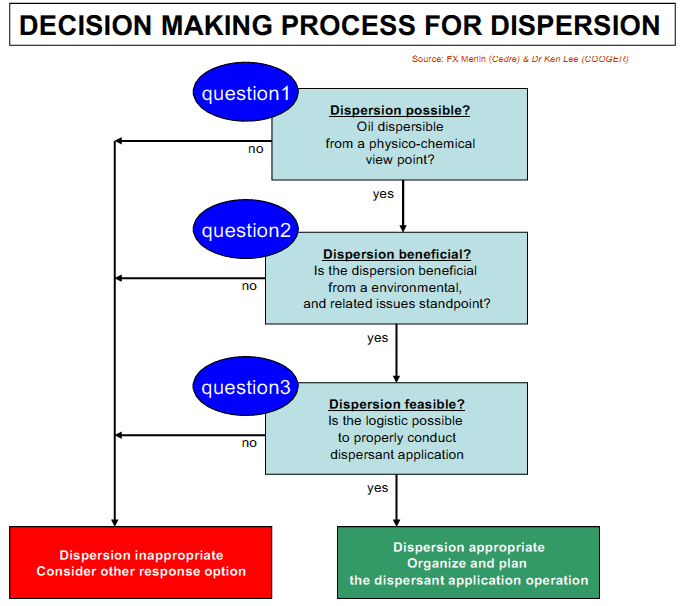 DECISION MAKING PROCESS FOR DISPERSION
Source: FX Merlin (Cedre) & Dr Ken Lee (COOGER)
question1
Dispersion possible?
Oil dispersible
from a physico-chemical
view point?
no
yes
question2
Dispersion beneficial?
Is the dispersion beneficial
from a environmental,
and related issues standpoint?
no
yes
question3
Dispersion feasible?
Is the logistic possible
to properly conduct
dispersant application
no
yes
Dispersion inappropriate
Consider other response option
Dispersion appropriate
Organize and plan
the dispersant application operation